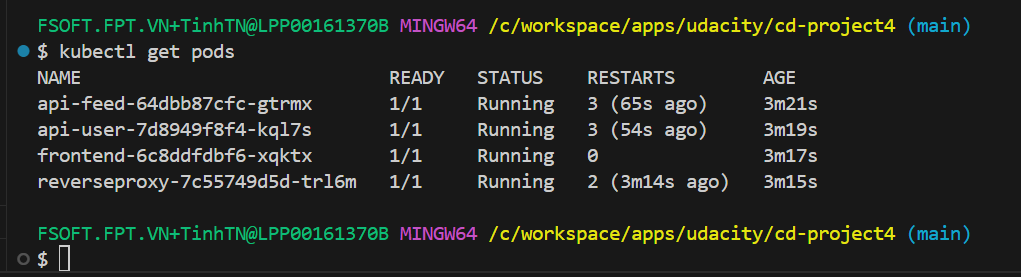 FSOFT.FPT.VN+TinhTN@LPP00161370B MINGW64 /c/workspace/apps/udacity/cd-project4 (main)
$ kubectl get pods
NAME                            READY   STATUS    RESTARTS        AGE
api-feed-64dbb87cfc-gtrmx       1/1     Running   3 (65s ago)     3m21s
api-user-7d8949f8f4-kql7s       1/1     Running   3 (54s ago)     3m19s
frontend-6c8ddfdbf6-xqktx       1/1     Running   0               3m17s
reverseproxy-7c55749d5d-trl6m   1/1     Running   2 (3m14s ago)   3m15s
FSOFT.FPT.VN+TinhTN@LPP00161370B MINGW64 /c/workspace/apps/udacity/cd-project4 (main)
$